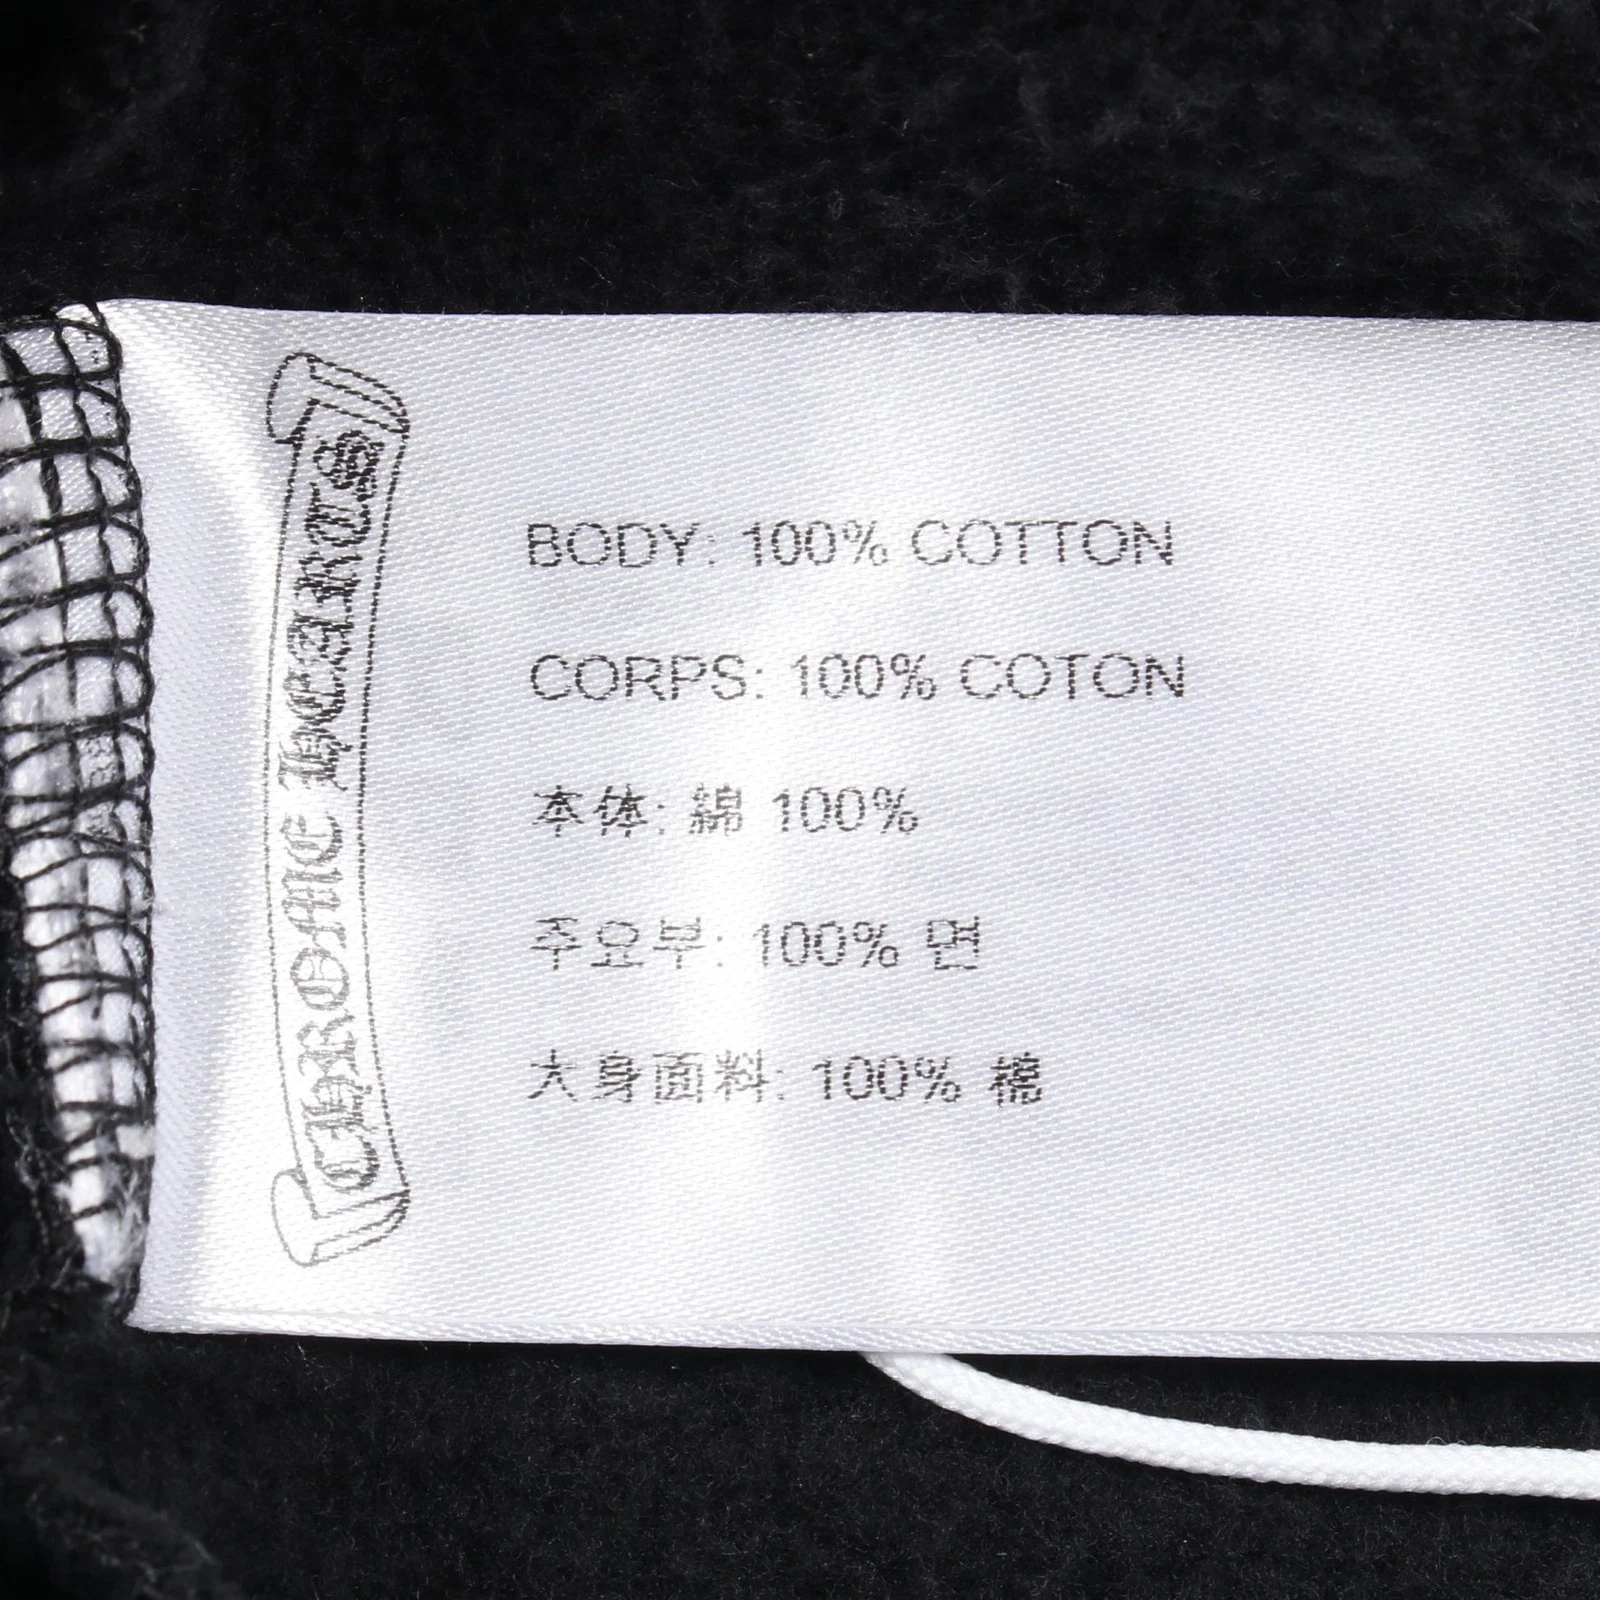 CHROME HEARTS
BODY: 100% COTTON
CORPS: 100% COTON
本体: 綿 100%
주요부: 100% 면
大身面料: 100% 棉